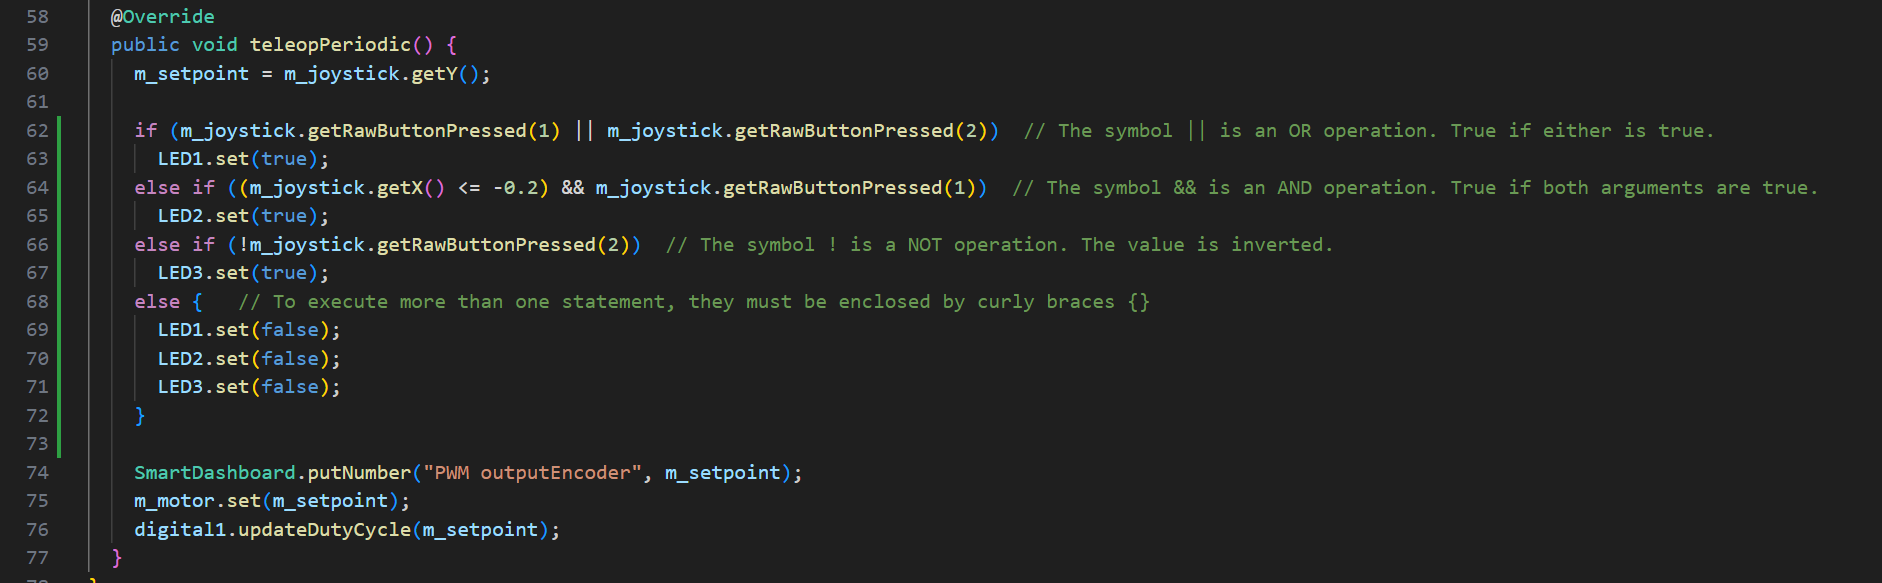 58 @Override
59 public void teleopPeriodic() {
60 m_setpoint = m_joystick.getY();
61
62 if (m_joystick.getRawButtonPressed(1) || m_joystick.getRawButtonPressed(2)) // The symbol || is an OR operation. True if either is true.
63 LED1.set(true);
64 else if ((m_joystick.getX() <= -0.2) && m_joystick.getRawButtonPressed(1)) // The symbol && is an AND operation. True if both arguments are true.
65 LED2.set(true);
66 else if (!m_joystick.getRawButtonPressed(2)) // The symbol ! is a NOT operation. The value is inverted.
67 LED3.set(true);
68 else { // To execute more than one statement, they must be enclosed by curly braces {}
69 LED1.set(false);
70 LED2.set(false);
71 LED3.set(false);
72 }
73
74 SmartDashboard.putNumber("PWM outputEncoder", m_setpoint);
75 m_motor.set(m_setpoint);
76 digital1.updateDutyCycle(m_setpoint);
77 }